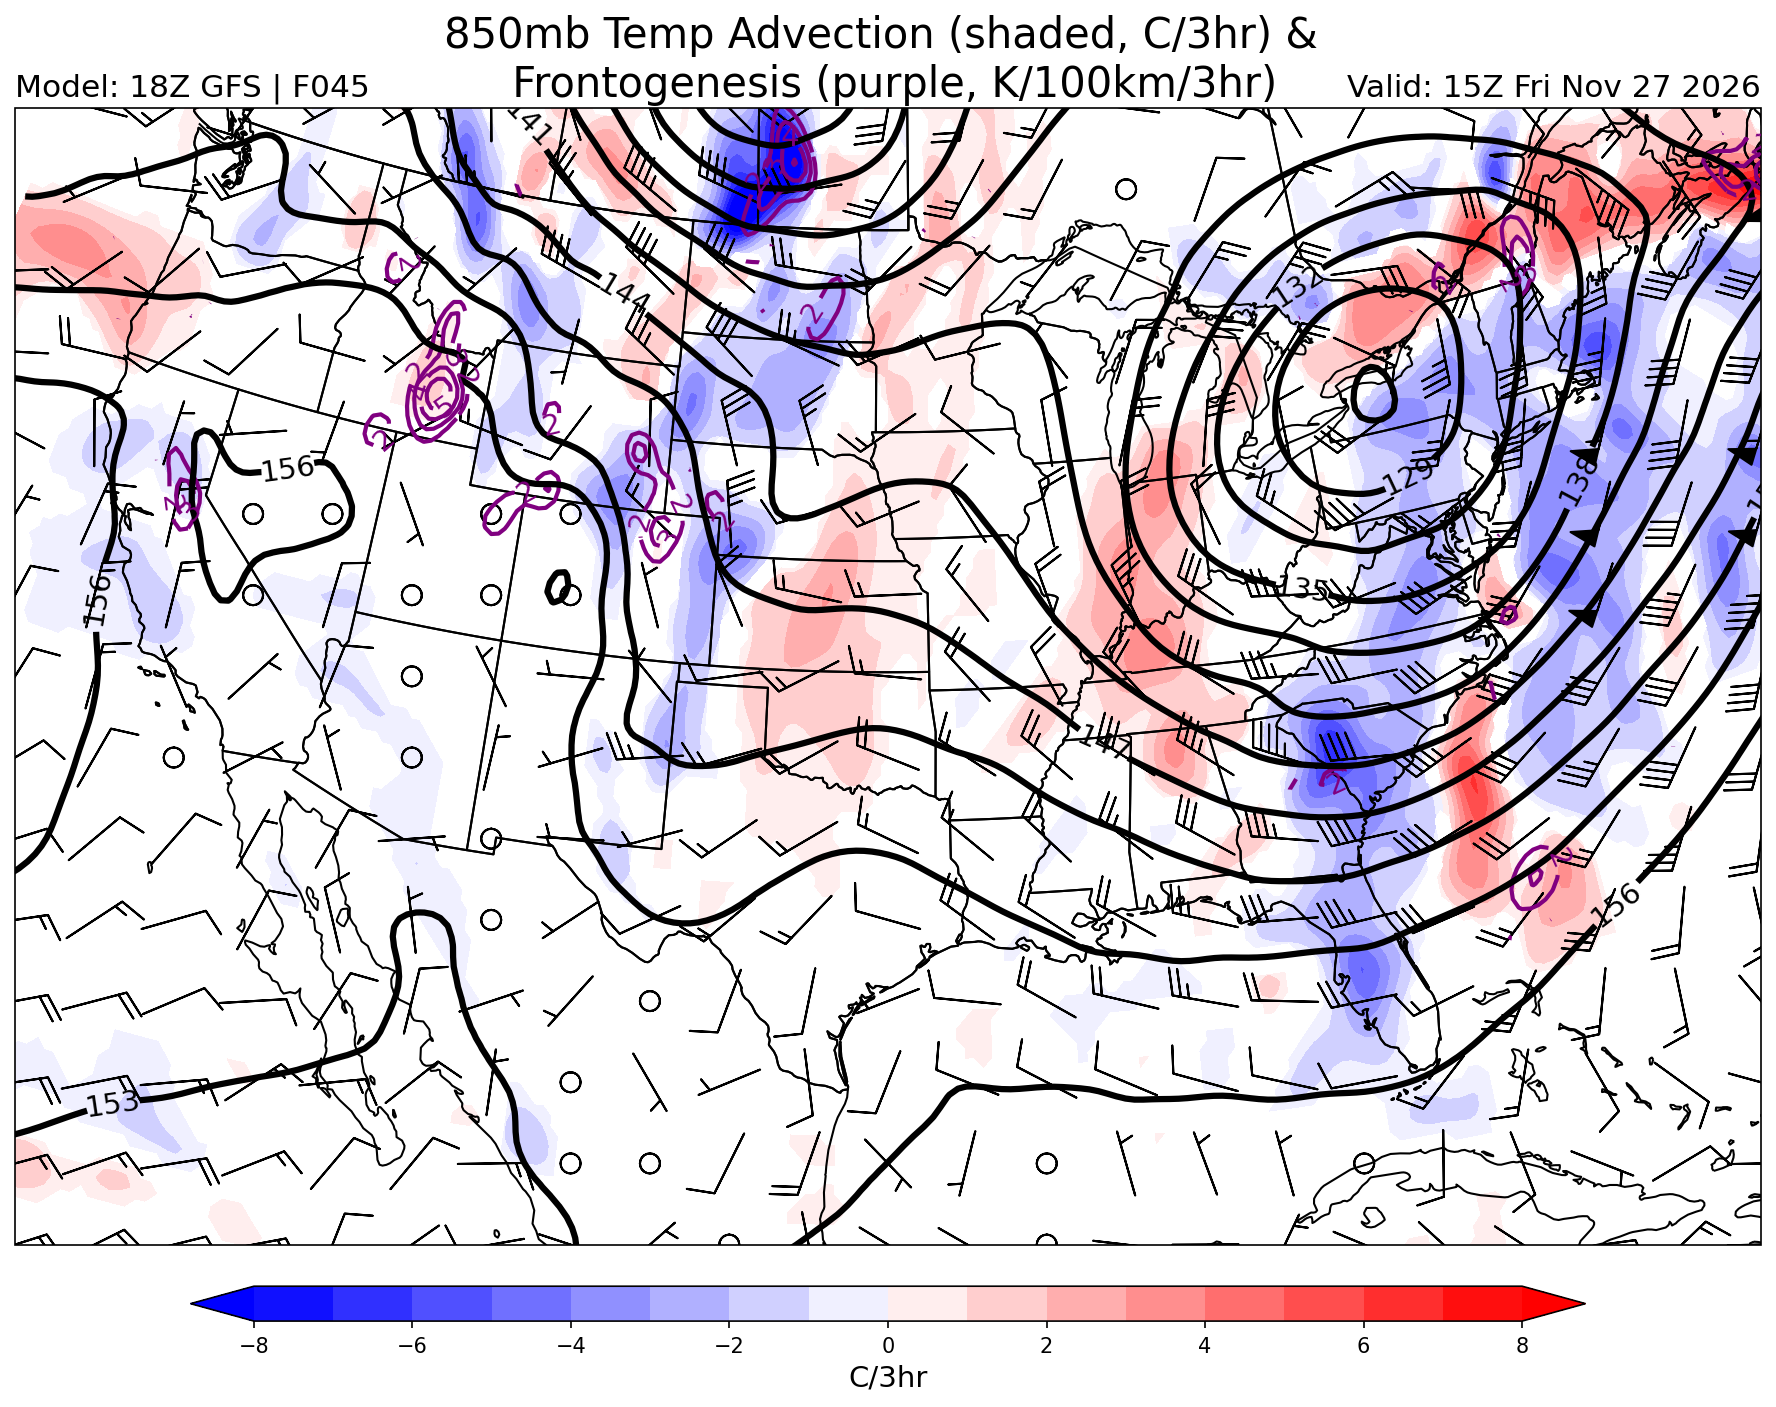 850mb Temp Advection (shaded, C/3hr) &
Frontogenesis (purple, K/100km/3hr)
Model: 18Z GFS | F045
Valid: 15Z Fri Nov 27 2026
141
144
132
156
129
138
156
135
147
156
153
−8 −6 −4 −2 0 2 4 6 8
C/3hr